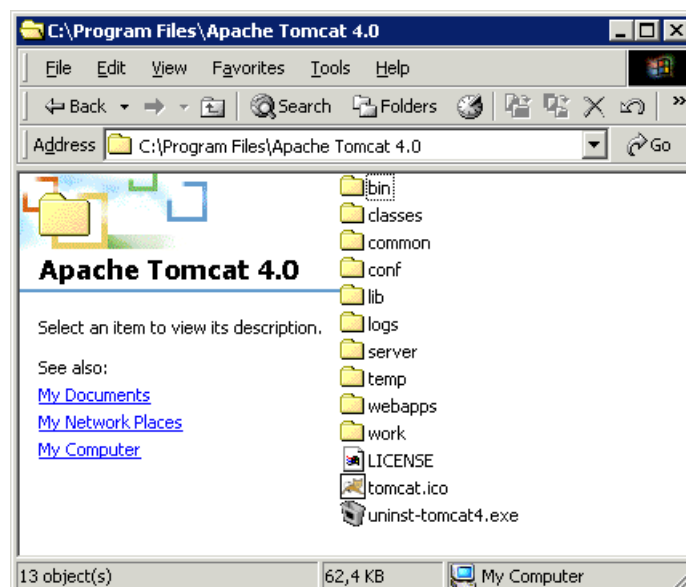 C:\Program Files\Apache Tomcat 4.0
File Edit View Favorites Tools Help
Back Search Folders »
Address C:\Program Files\Apache Tomcat 4.0 Go
Apache Tomcat 4.0
Select an item to view its description.
See also:
My Documents
My Network Places
My Computer
bin
classes
common
conf
lib
logs
server
temp
webapps
work
LICENSE
tomcat.ico
uninst-tomcat4.exe
13 object(s) 62,4 KB My Computer